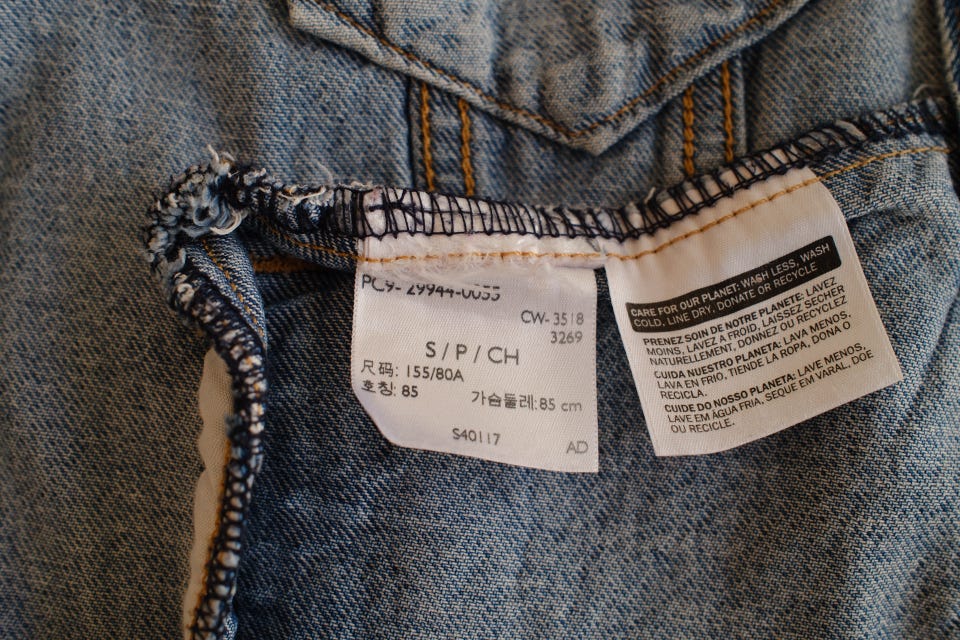 PC9- 29944-0055
CW- 3518
3269
S / P / CH
尺码: 155/80A
호칭: 85
가슴둘레: 85 cm
S40117
AD
CARE FOR OUR PLANET: WASH LESS, WASH
COLD, LINE DRY, DONATE OR RECYCLE
PRENEZ SOIN DE NOTRE PLANETE: LAVEZ
MOINS, LAVEZ A FROID, LAISSEZ SECHER
NATURELLEMENT, DONNEZ OU RECYCLEZ
CUIDA NUESTRO PLANETA: LAVA MENOS,
LAVA EN FRIO, TIENDE LA ROPA, DONA O
RECICLA.
CUIDE DO NOSSO PLANETA: LAVE MENOS,
LAVE EM ÁGUA FRIA, SEQUE EM VARAL, DOE
OU RECICLE.